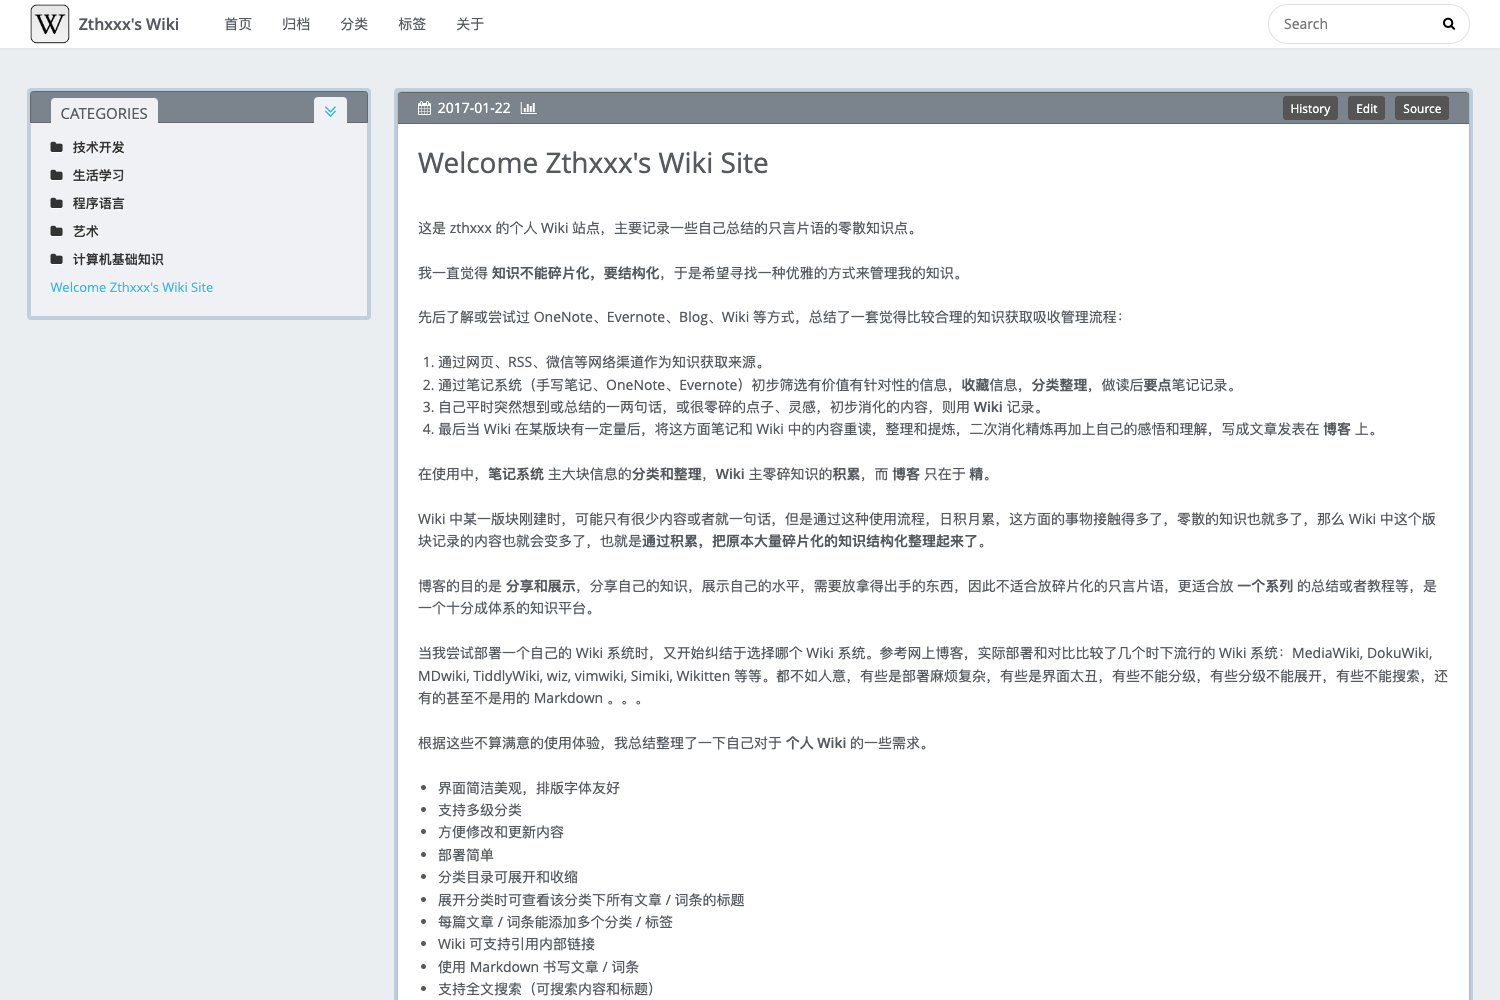 W Zthxxx's Wiki 首页 归档 分类 标签 关于 Search
CATEGORIES
技术开发
生活学习
程序语言
艺术
计算机基础知识
Welcome Zthxxx's Wiki Site
2017-01-22 History Edit Source
Welcome Zthxxx's Wiki Site
这是 zthxxx 的个人 Wiki 站点，主要记录一些自己总结的只言片语的零散知识点。
我一直觉得 知识不能碎片化，要结构化，于是希望寻找一种优雅的方式来管理我的知识。
先后了解或尝试过 OneNote、Evernote、Blog、Wiki 等方式，总结了一套觉得比较合理的知识获取吸收管理流程：
1. 通过网页、RSS、微信等网络渠道作为知识获取来源。
2. 通过笔记系统（手写笔记、OneNote、Evernote）初步筛选有价值有针对性的信息，收藏信息，分类整理，做读后要点笔记记录。
3. 自己平时突然想到或总结的一两句话，或很零碎的点子、灵感，初步消化的内容，则用 Wiki 记录。
4. 最后当 Wiki 在某版块有一定量后，将这方面笔记和 Wiki 中的内容重读，整理和提炼，二次消化精炼再加上自己的感悟和理解，写成文章发表在 博客 上。
在使用中，笔记系统 主大块信息的分类和整理，Wiki 主零碎知识的积累，而 博客 只在于 精。
Wiki 中某一版块刚建时，可能只有很少内容或者就一句话，但是通过这种使用流程，日积月累，这方面的事物接触得多了，零散的知识也就多了，那么 Wiki 中这个版
块记录的内容也就会变多了，也就是通过积累，把原本大量碎片化的知识结构化整理起来了。
博客的目的是 分享和展示，分享自己的知识，展示自己的水平，需要放拿得出手的东西，因此不适合放碎片化的只言片语，更适合放 一个系列 的总结或者教程等，是
一个十分成体系的知识平台。
当我尝试部署一个自己的 Wiki 系统时，又开始纠结于选择哪个 Wiki 系统。参考网上博客，实际部署和对比比较了几个时下流行的 Wiki 系统：MediaWiki, DokuWiki,
MDwiki, TiddlyWiki, wiz, vimwiki, Simiki, Wikitten 等等。都不如人意，有些是部署麻烦复杂，有些是界面太丑，有些不能分级，有些分级不能展开，有些不能搜索，还
有的甚至不是用的 Markdown 。。。
根据这些不算满意的使用体验，我总结整理了一下自己对于 个人 Wiki 的一些需求。
• 界面简洁美观，排版字体友好
• 支持多级分类
• 方便修改和更新内容
• 部署简单
• 分类目录可展开和收缩
• 展开分类时可查看该分类下所有文章 / 词条的标题
• 每篇文章 / 词条能添加多个分类 / 标签
• Wiki 可支持引用内部链接
• 使用 Markdown 书写文章 / 词条
• 支持全文搜索（可搜索内容和标题）